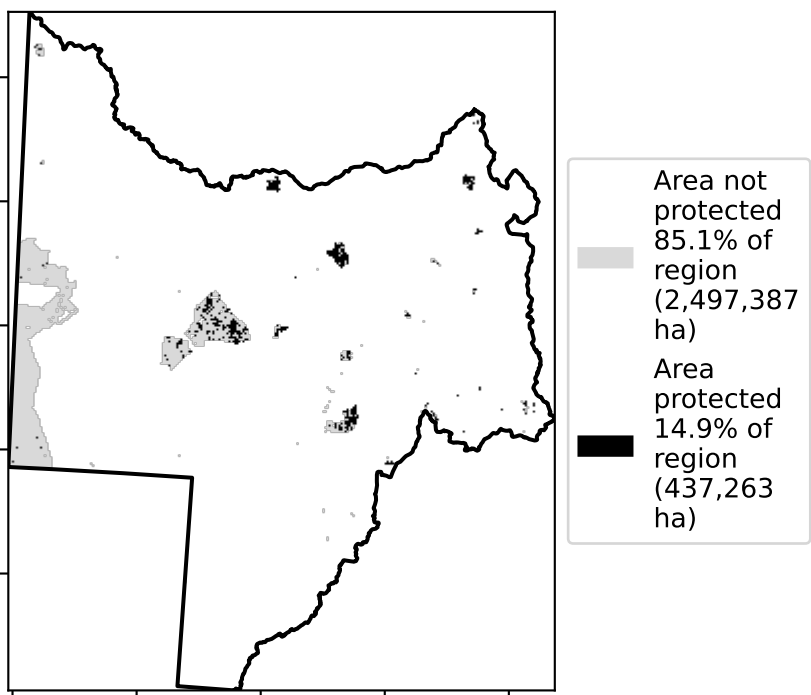 Area not
protected
85.1% of
region
(2,497,387
ha)
Area
protected
14.9% of
region
(437,263
ha)